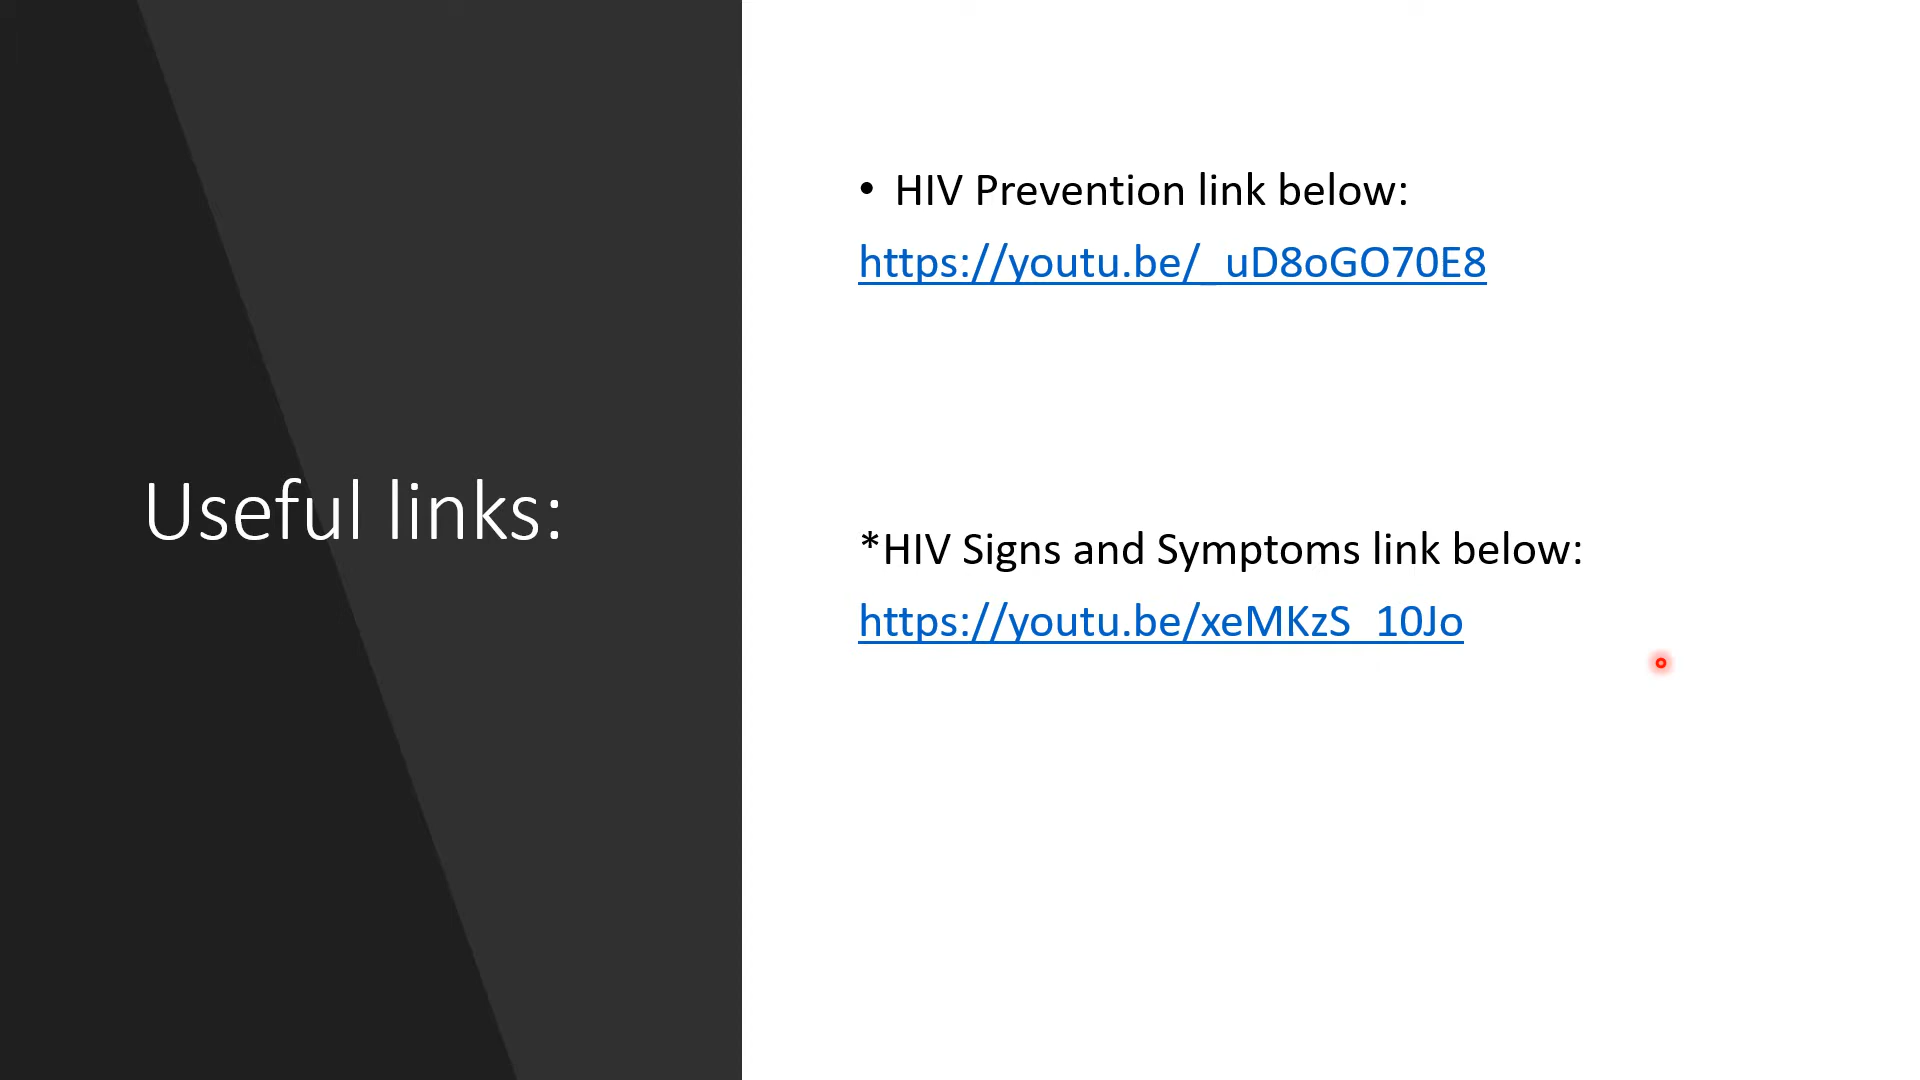 Useful links:
• HIV Prevention link below:
https://youtu.be/_uD8oGO70E8
*HIV Signs and Symptoms link below:
https://youtu.be/xeMKzS_10Jo